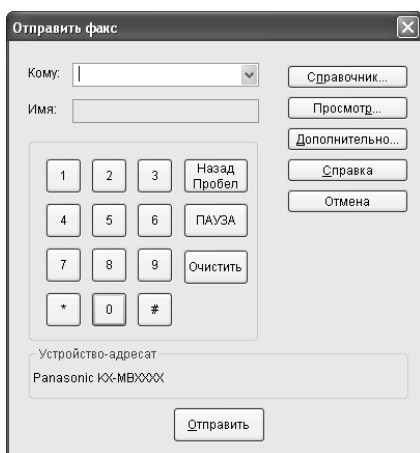 Отправить факс
Кому:
Справочник...
Имя:
Просмотр...
Дополнительно...
1 2 3 Назад Пробел
Справка
4 5 6 ПАУЗА
Отмена
7 8 9 Очистить
* 0 #
Устройство-адресат
Panasonic KX-MBXXXX
Отправить